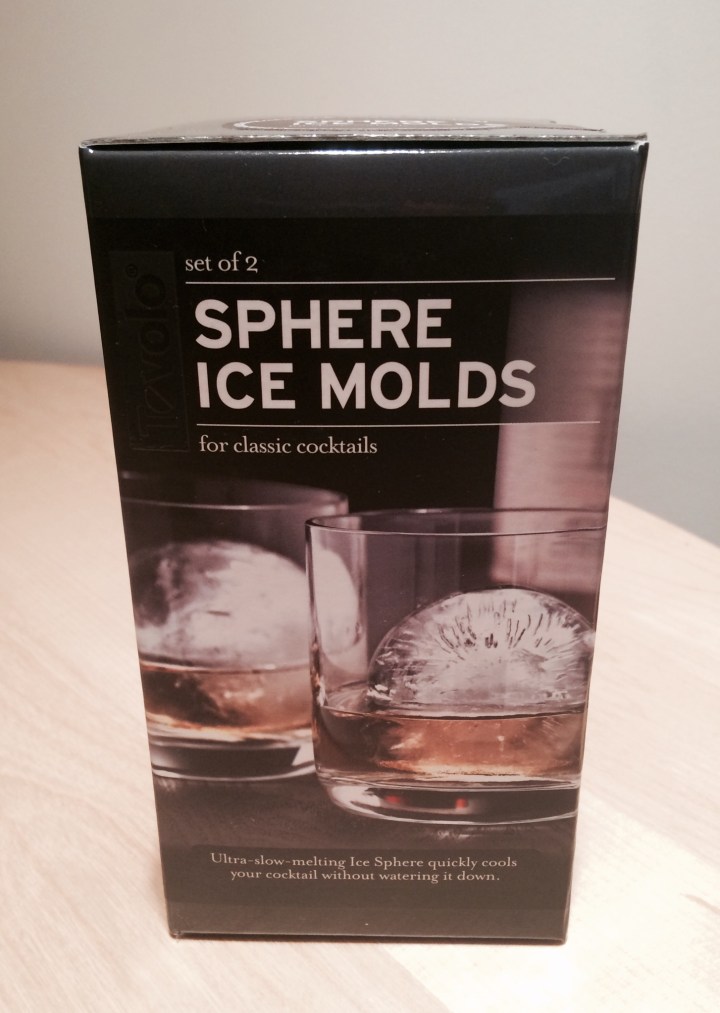 set of 2
Tovolo®
SPHERE
ICE MOLDS
for classic cocktails
Ultra-slow-melting Ice Sphere quickly cools
your cocktail without watering it down.